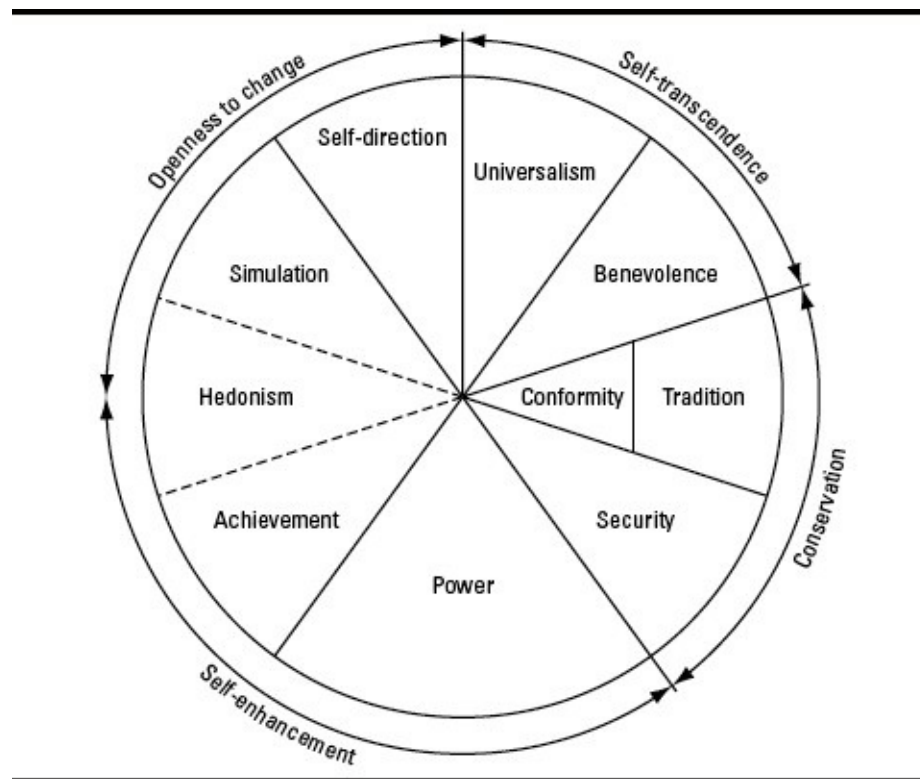 Openness to change
Self-transcendence
Self-direction
Universalism
Simulation
Benevolence
Hedonism
Conformity
Tradition
Achievement
Security
Conservation
Power
Self-enhancement